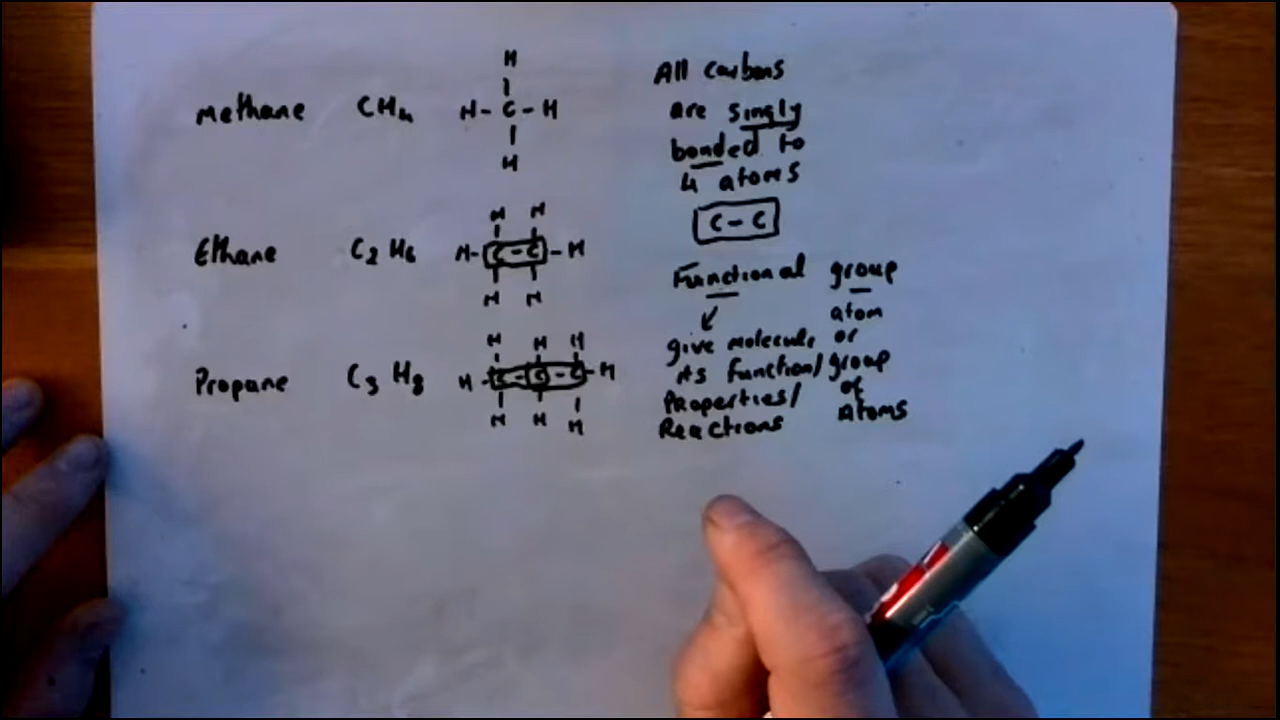 Methane CH4
H
H - C - H
H
Ethane C2 H6
H H
H - C - C - H
H H
Propane C3 H8
H H H
H - C - C - C - H
H H H
All carbons
are singly
bonded to
4 atoms
C - C
Functional group
give molecule
its Function/
Properties/
Reactions
atom
or
group
of
Atoms